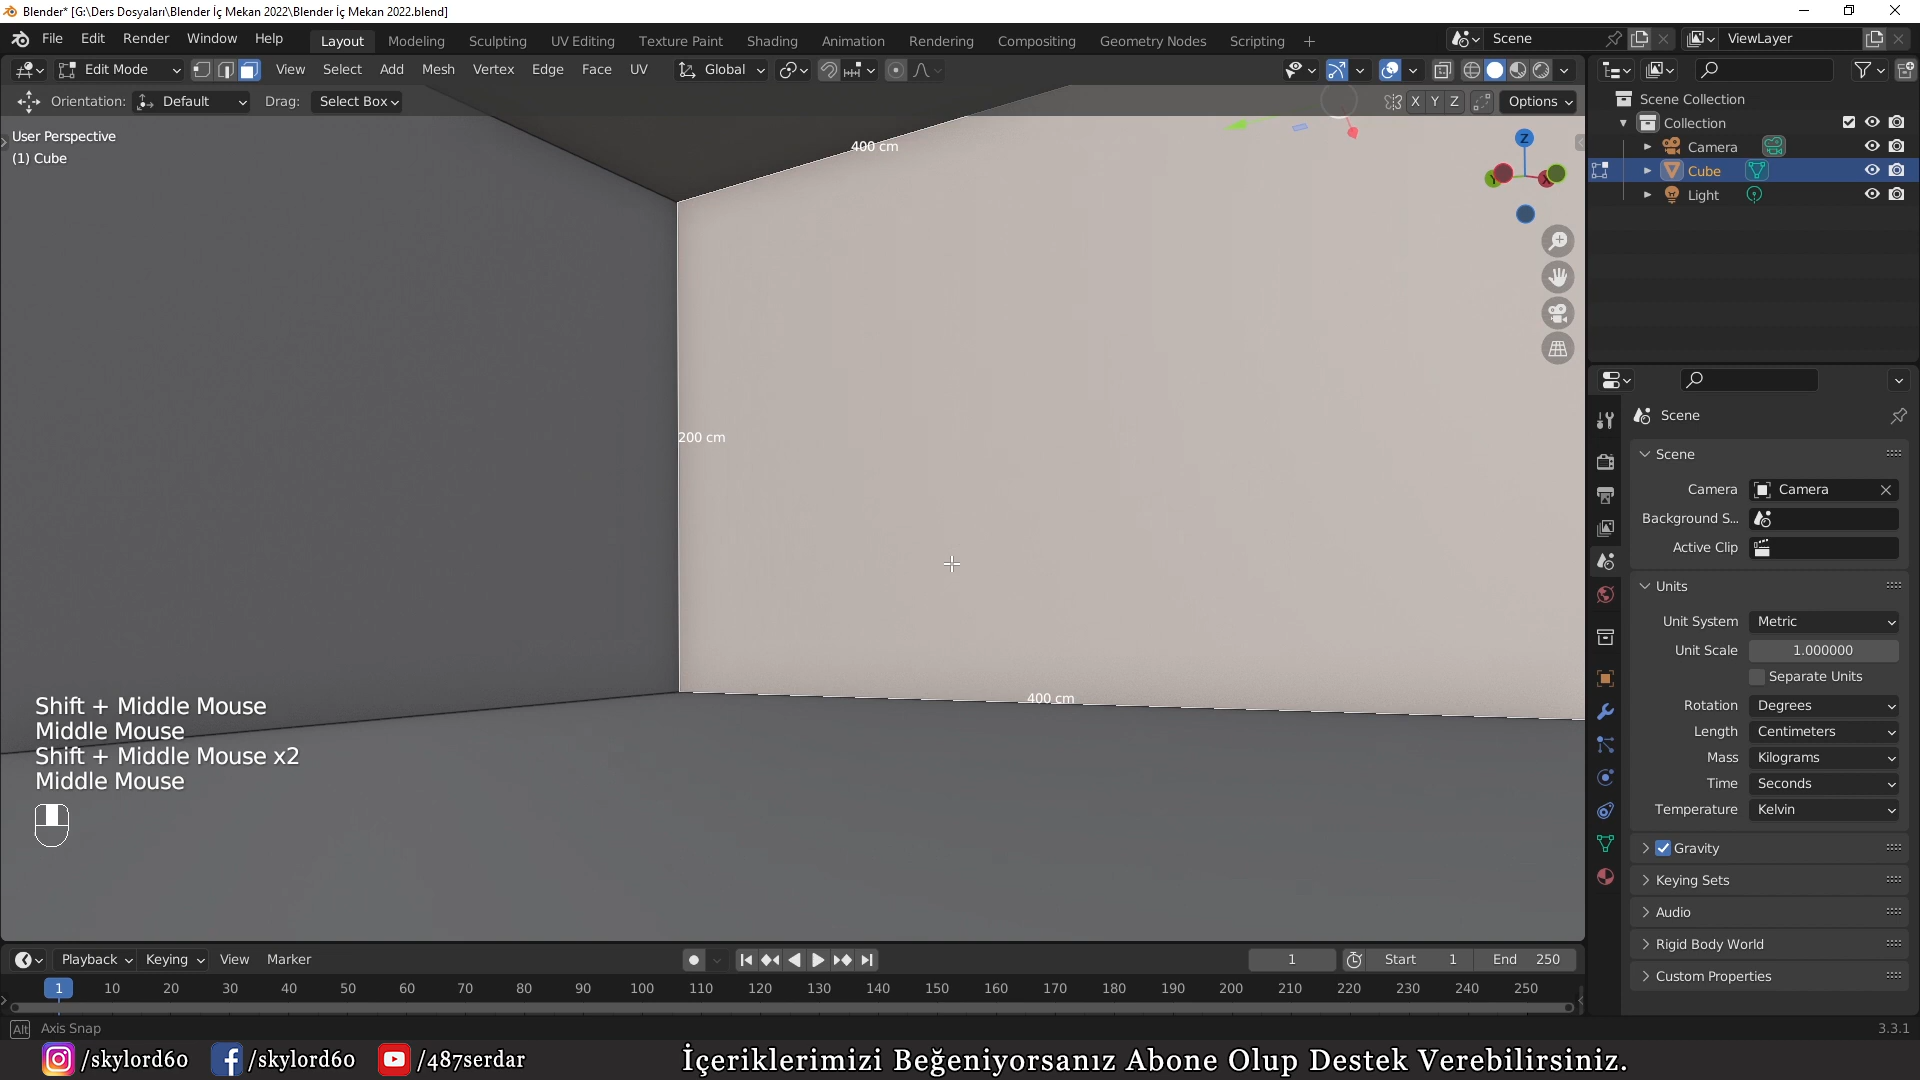 Blender* [G:\Ders Dosyaları\Blender İç Mekan 2022\Blender İç Mekan 2022.blend]
File Edit Render Window Help Layout Modeling Sculpting UV Editing Texture Paint Shading Animation Rendering Compositing Geometry Nodes Scripting + Scene ViewLayer
Edit Mode View Select Add Mesh Vertex Edge Face UV Global
Orientation: Default Drag: Select Box X Y Z Options
User Perspective
(1) Cube
400 cm
200 cm
400 cm
Z
Y
X
Shift + Middle Mouse
Middle Mouse
Shift + Middle Mouse x2
Middle Mouse
Scene Collection
Collection
Camera
Cube
Light
Scene
Scene
Camera Camera
Background S...
Active Clip
Units
Unit System Metric
Unit Scale 1.000000
Separate Units
Rotation Degrees
Length Centimeters
Mass Kilograms
Time Seconds
Temperature Kelvin
Gravity
Keying Sets
Audio
Rigid Body World
Custom Properties
Playback Keying View Marker 1 Start 1 End 250
1 10 20 30 40 50 60 70 80 90 100 110 120 130 140 150 160 170 180 190 200 210 220 230 240 250
Alt Axis Snap 3.3.1
/skylord60 /skylord60 /487serdar İçeriklerimizi Beğeniyorsanız Abone Olup Destek Verebilirsiniz.